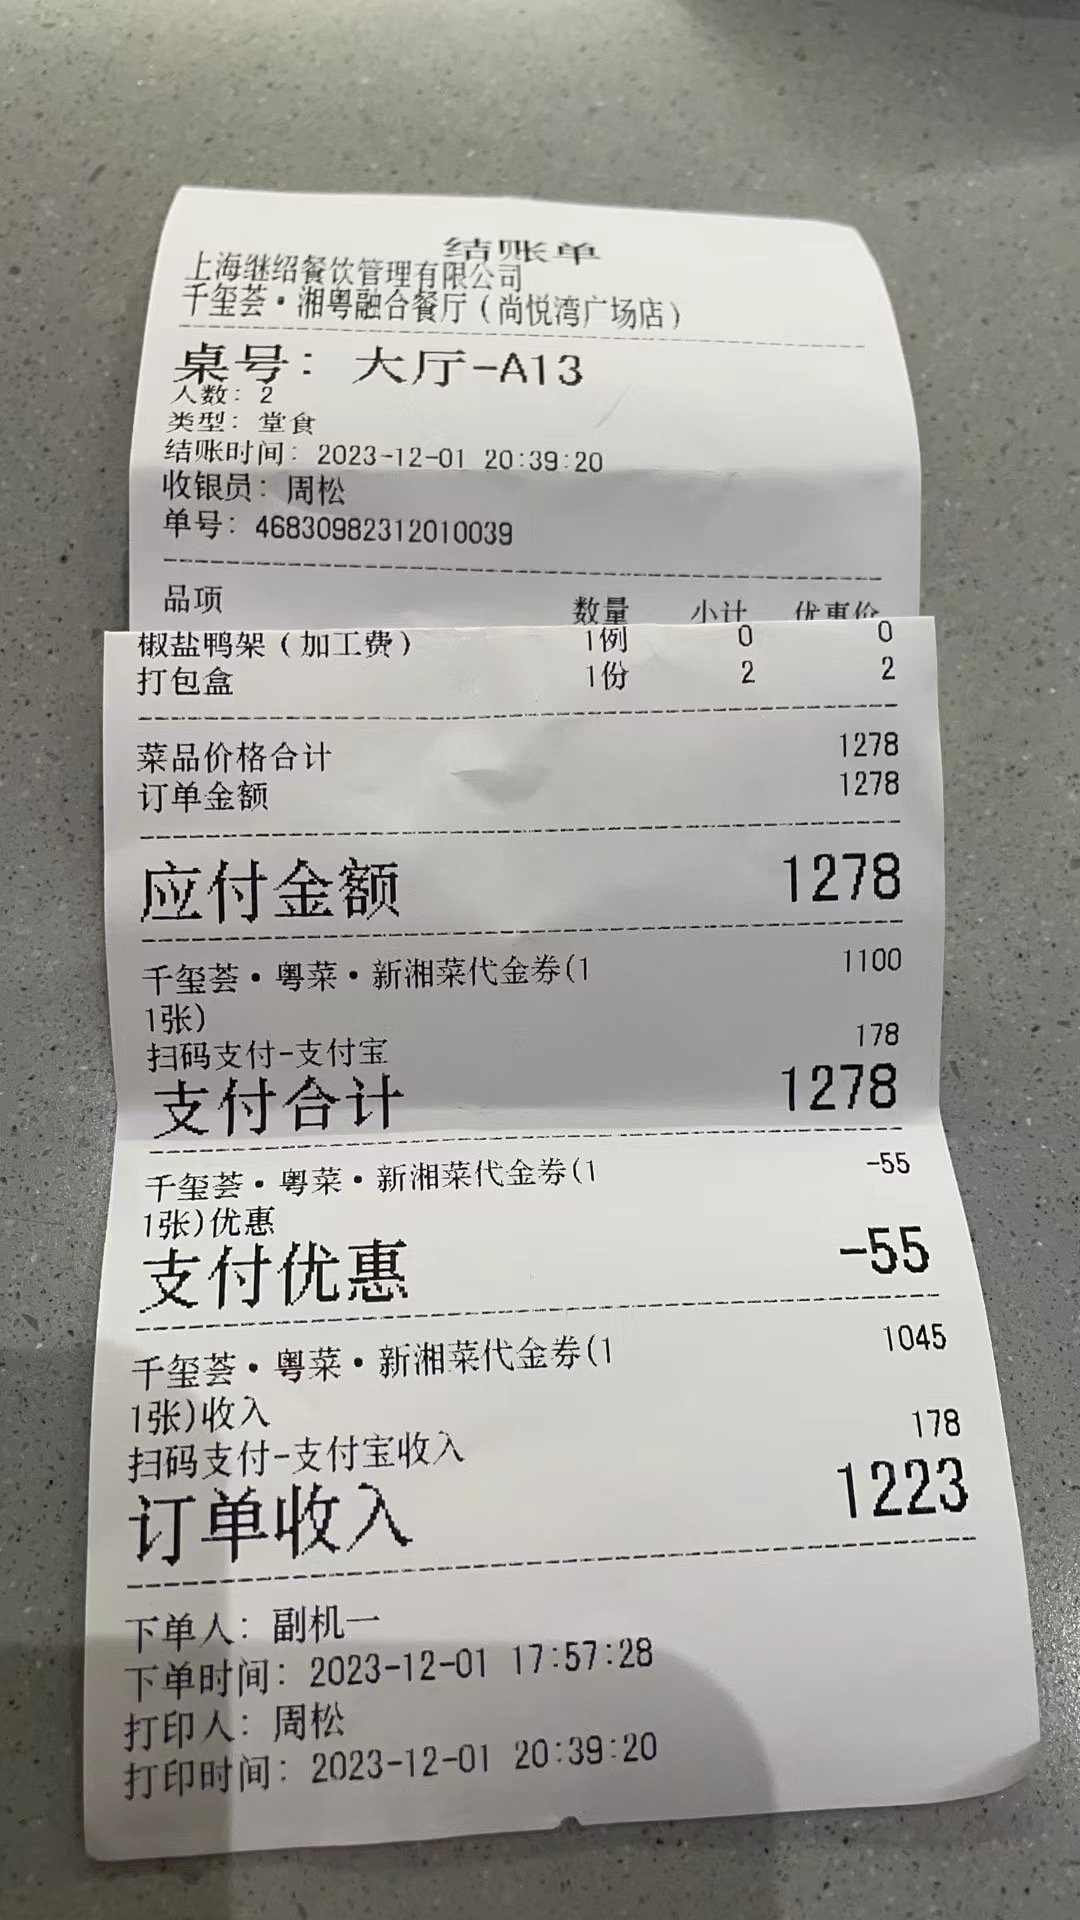 结账单
上海继绍餐饮管理有限公司
千玺荟·湘粤融合餐厅(尚悦湾广场店)
桌号: 大厅-A13
人数: 2
类型: 堂食
结账时间: 2023-12-01 20:39:20
收银员: 周松
单号: 46830982312010039
品项 数量 小计 优惠价
椒盐鸭架(加工费) 1例 0 0
打包盒 1份 2 2
菜品价格合计 1278
订单金额 1278
应付金额 1278
千玺荟·粤菜·新湘菜代金券(1 1100
1张)
扫码支付-支付宝 178
支付合计 1278
千玺荟·粤菜·新湘菜代金券(1 -55
1张)优惠
支付优惠 -55
千玺荟·粤菜·新湘菜代金券(1 1045
1张)收入
扫码支付-支付宝收入 178
订单收入 1223
下单人: 副机一
下单时间: 2023-12-01 17:57:28
打印人: 周松
打印时间: 2023-12-01 20:39:20